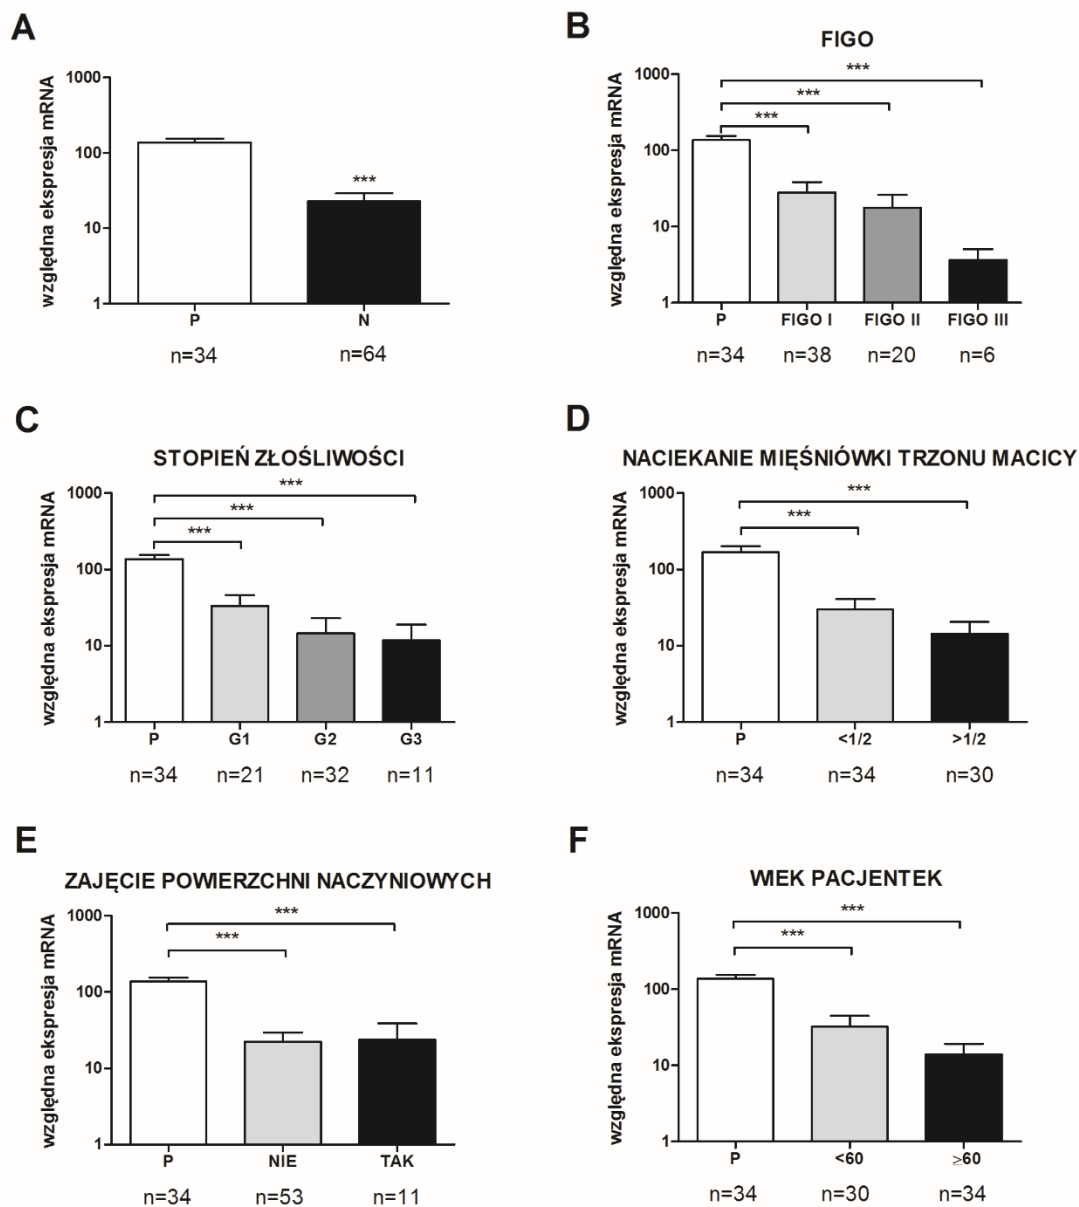 A
względna ekspresja mRNA
1000
100
10
1
***
P N
n=34 n=64
B
FIGO
względna ekspresja mRNA
1000
100
10
1
***
***
***
P FIGO I FIGO II FIGO III
n=34 n=38 n=20 n=6
C
STOPIEŃ ZŁOŚLIWOŚCI
względna ekspresja mRNA
1000
100
10
1
***
***
***
P G1 G2 G3
n=34 n=21 n=32 n=11
D
NACIEKANIE MIĘŚNIÓWKI TRZONU MACICY
względna ekspresja mRNA
1000
100
10
1
***
***
P <1/2 >1/2
n=34 n=34 n=30
E
ZAJĘCIE POWIERZCHNI NACZYNIOWYCH
względna ekspresja mRNA
1000
100
10
1
***
***
P NIE TAK
n=34 n=53 n=11
F
WIEK PACJENTEK
względna ekspresja mRNA
1000
100
10
1
***
***
P <60 ≥60
n=34 n=30 n=34